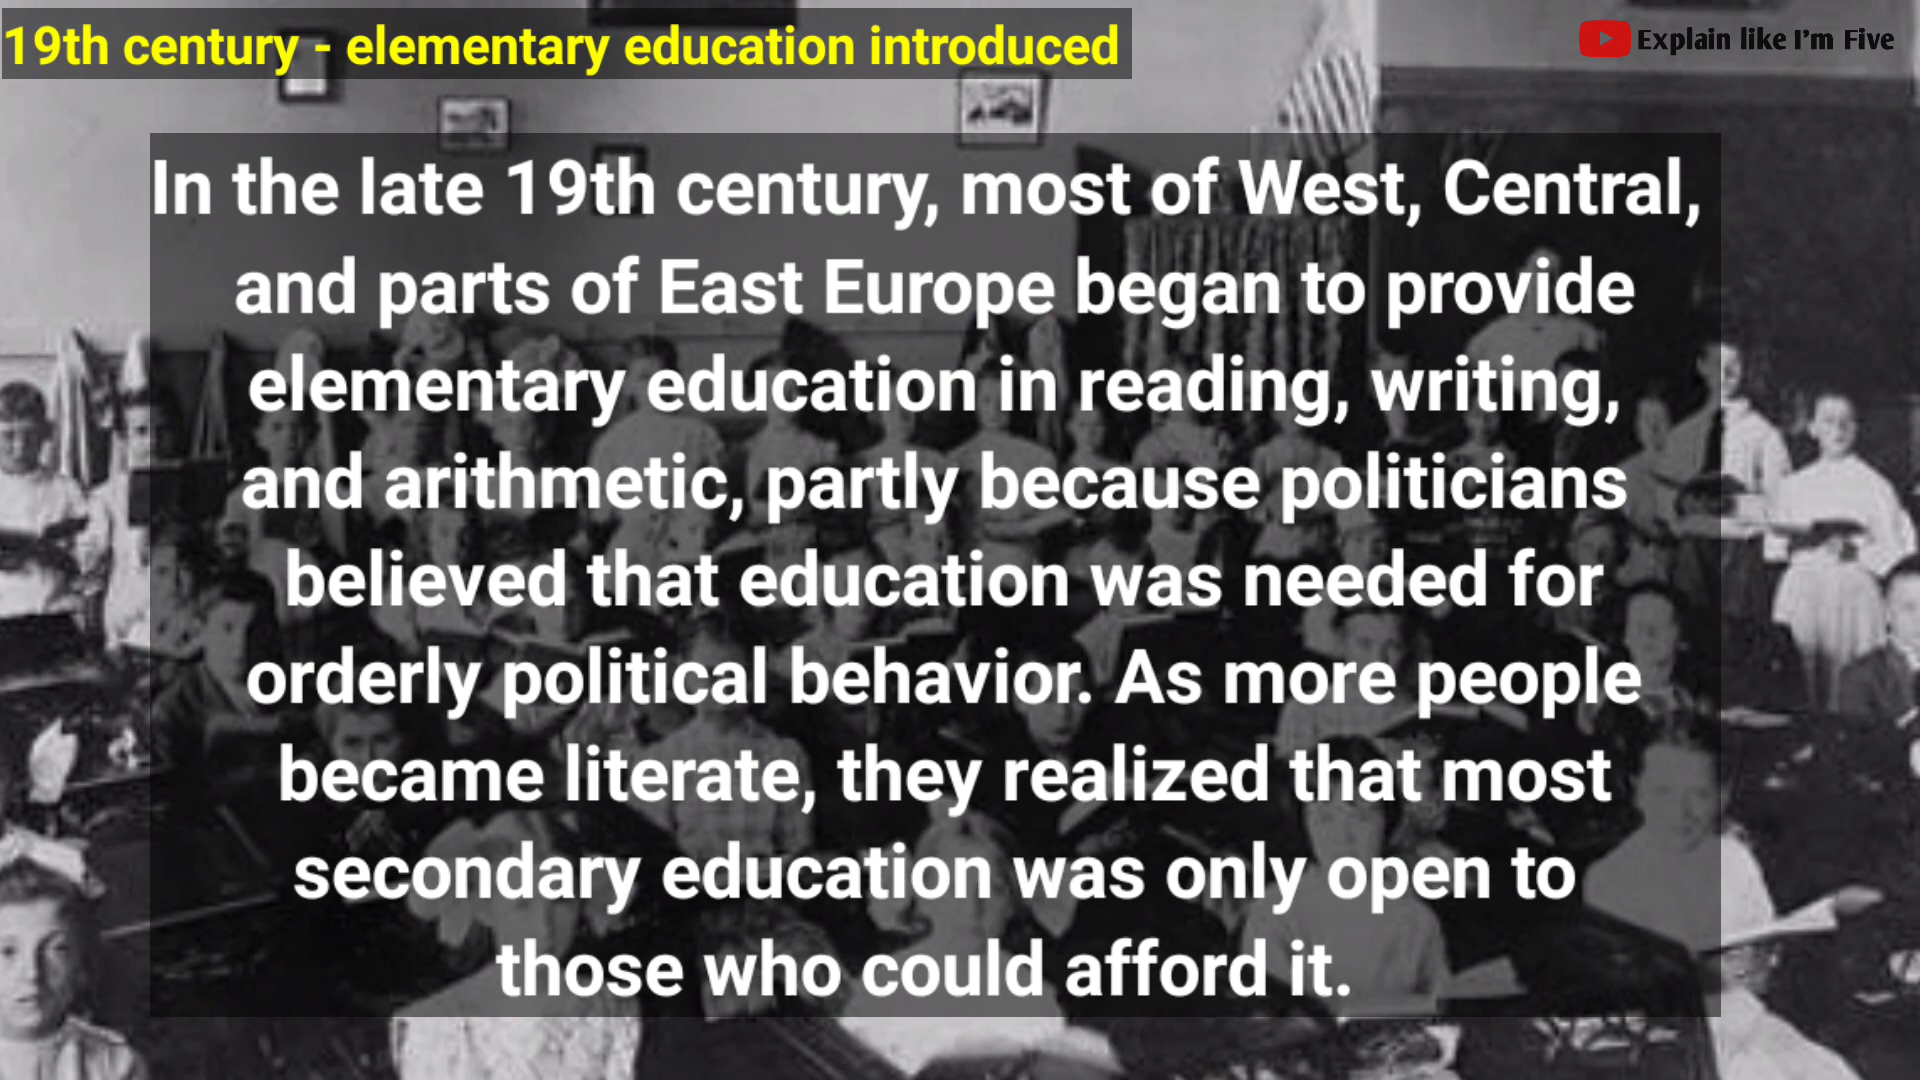 19th century - elementary education introduced
Explain like I'm Five
In the late 19th century, most of West, Central,
and parts of East Europe began to provide
elementary education in reading, writing,
and arithmetic, partly because politicians
believed that education was needed for
orderly political behavior. As more people
became literate, they realized that most
secondary education was only open to
those who could afford it.